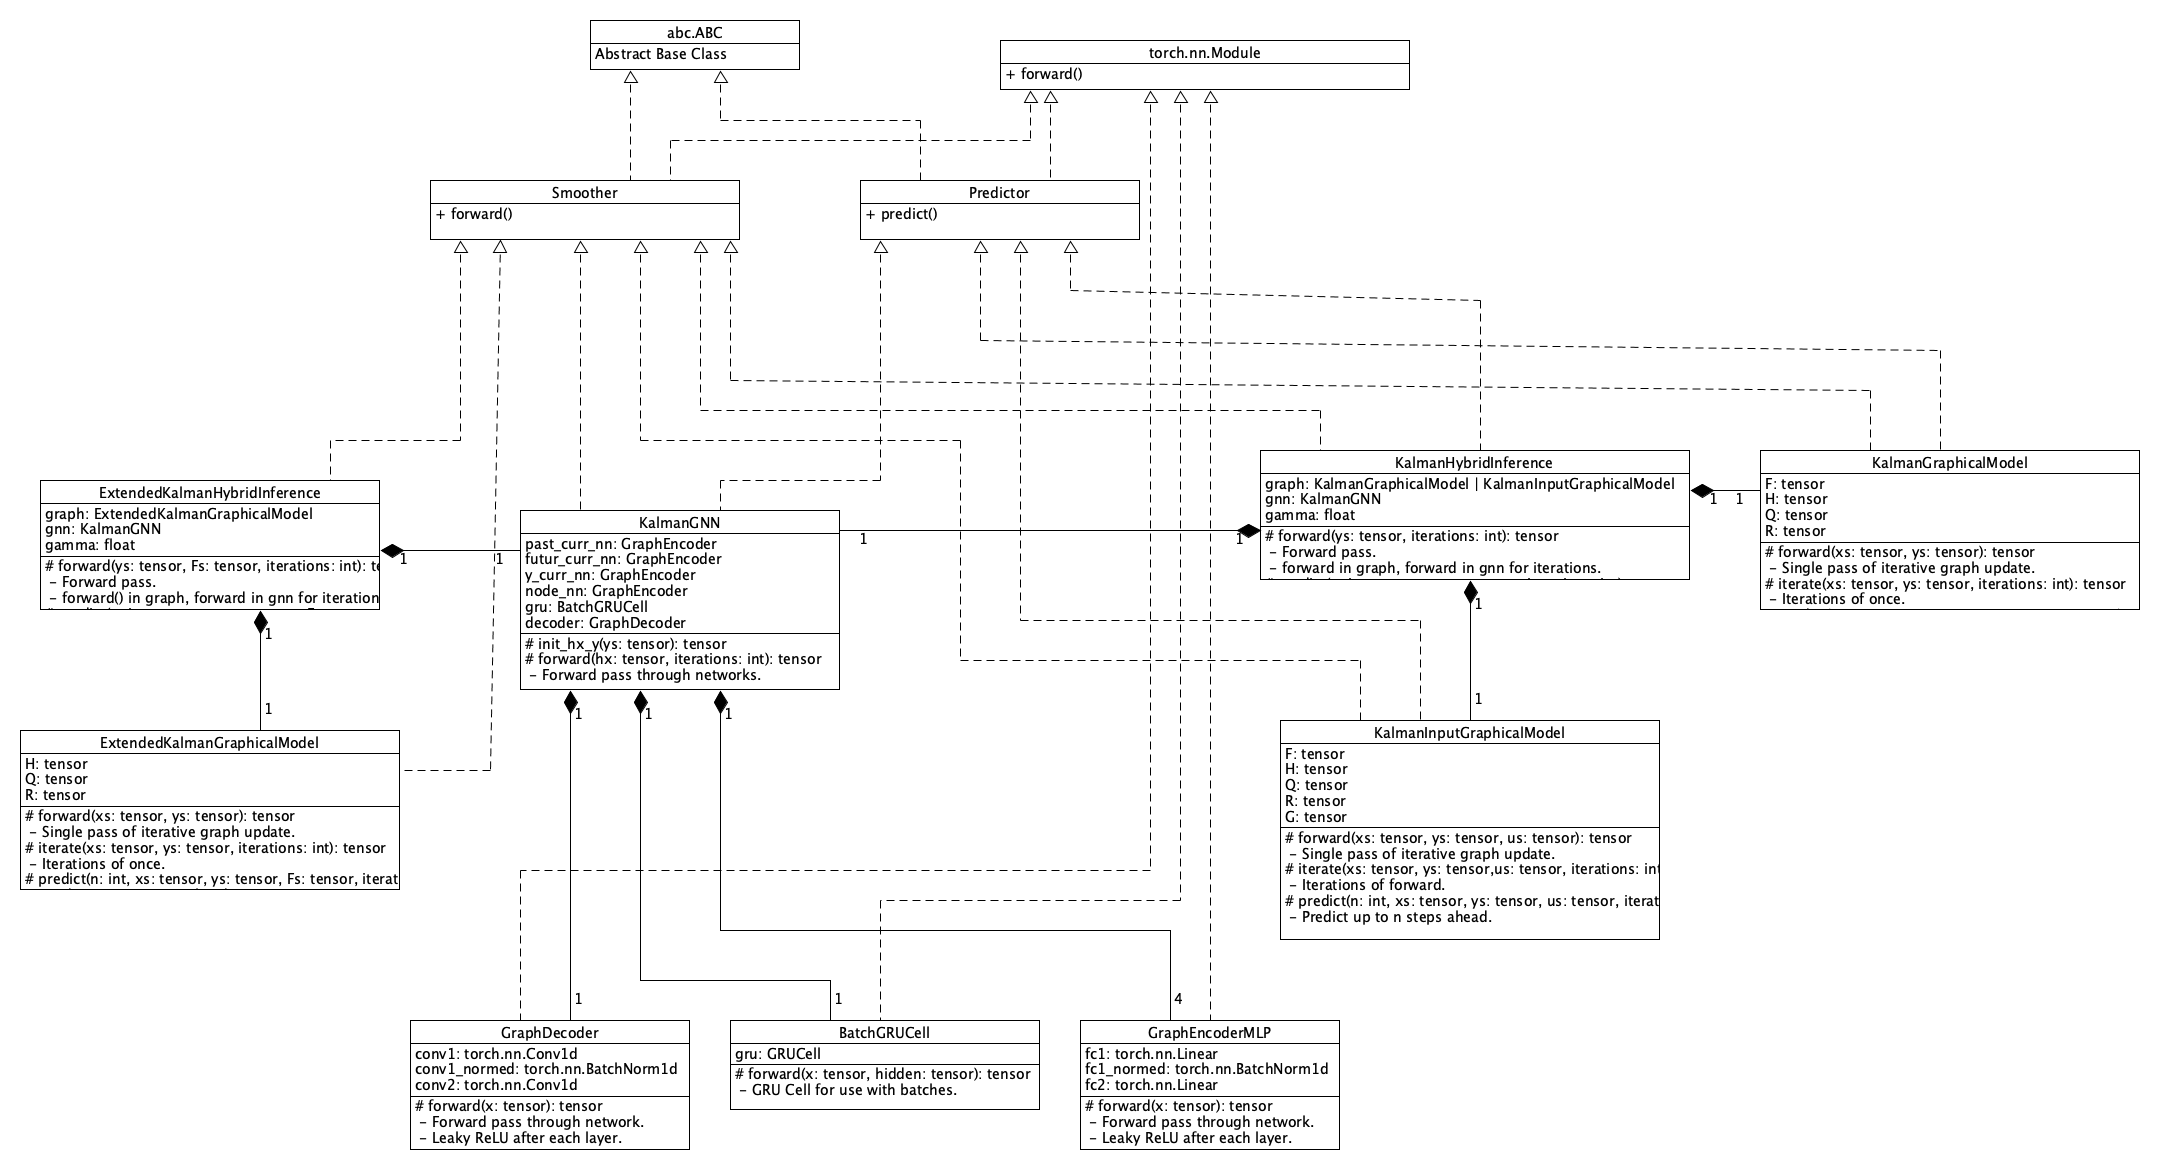 abc.ABC
Abstract Base Class
torch.nn.Module
+ forward()
Smoother
+ forward()
Predictor
+ predict()
ExtendedKalmanHybridInference
graph: ExtendedKalmanGraphicalModel
gnn: KalmanGNN
gamma: float
# forward(ys: tensor, Fs: tensor, iterations: int): te
– Forward pass.
– forward() in graph, forward in gnn for iteration
1
1
1
1
KalmanGNN
past_curr_nn: GraphEncoder
futur_curr_nn: GraphEncoder
y_curr_nn: GraphEncoder
node_nn: GraphEncoder
gru: BatchGRUCell
decoder: GraphDecoder
# init_hx_y(ys: tensor): tensor
# forward(hx: tensor, iterations: int): tensor
– Forward pass through networks.
1
1
KalmanHybridInference
graph: KalmanGraphicalModel | KalmanInputGraphicalModel
gnn: KalmanGNN
gamma: float
# forward(ys: tensor, iterations: int): tensor
– Forward pass.
– forward in graph, forward in gnn for iterations.
1
1
KalmanGraphicalModel
F: tensor
H: tensor
Q: tensor
R: tensor
# forward(xs: tensor, ys: tensor): tensor
– Single pass of iterative graph update.
# iterate(xs: tensor, ys: tensor, iterations: int): tensor
– Iterations of once.
1
1
ExtendedKalmanGraphicalModel
H: tensor
Q: tensor
R: tensor
# forward(xs: tensor, ys: tensor): tensor
– Single pass of iterative graph update.
# iterate(xs: tensor, ys: tensor, iterations: int): tensor
– Iterations of once.
# predict(n: int, xs: tensor, ys: tensor, Fs: tensor, iterat
KalmanInputGraphicalModel
F: tensor
H: tensor
Q: tensor
R: tensor
G: tensor
# forward(xs: tensor, ys: tensor, us: tensor): tensor
– Single pass of iterative graph update.
# iterate(xs: tensor, ys: tensor,us: tensor, iterations: int
– Iterations of forward.
# predict(n: int, xs: tensor, ys: tensor, us: tensor, iterat
– Predict up to n steps ahead.
1
1
1
1
1
4
GraphDecoder
conv1: torch.nn.Conv1d
conv1_normed: torch.nn.BatchNorm1d
conv2: torch.nn.Conv1d
# forward(x: tensor): tensor
– Forward pass through network.
– Leaky ReLU after each layer.
BatchGRUCell
gru: GRUCell
# forward(x: tensor, hidden: tensor): tensor
– GRU Cell for use with batches.
GraphEncoderMLP
fc1: torch.nn.Linear
fc1_normed: torch.nn.BatchNorm1d
fc2: torch.nn.Linear
# forward(x: tensor): tensor
– Forward pass through network.
– Leaky ReLU after each layer.